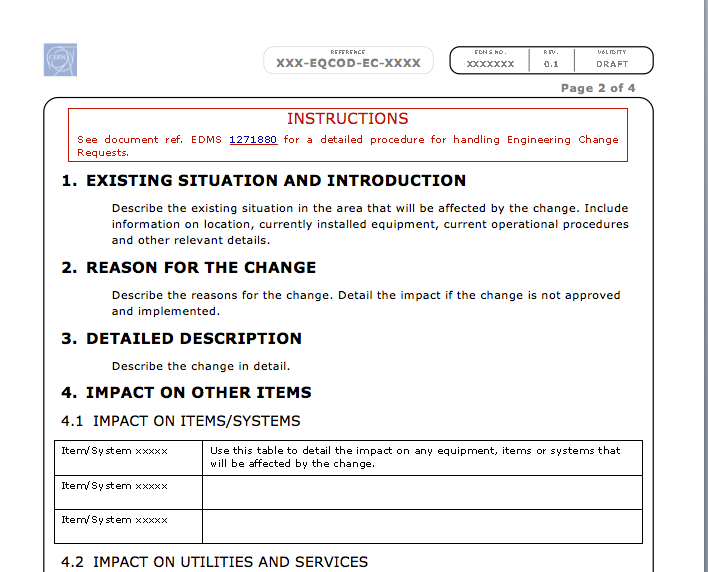 CERN
REFERENCE
XXX-EQCOD-EC-XXXX
EDMS NO.
REV.
VALIDITY
XXXXXXX
0.1
DRAFT
Page 2 of 4
INSTRUCTIONS
See document ref. EDMS 1271880 for a detailed procedure for handling Engineering Change
Requests.
1. EXISTING SITUATION AND INTRODUCTION
Describe the existing situation in the area that will be affected by the change. Include
information on location, currently installed equipment, current operational procedures
and other relevant details.
2. REASON FOR THE CHANGE
Describe the reasons for the change. Detail the impact if the change is not approved
and implemented.
3. DETAILED DESCRIPTION
Describe the change in detail.
4. IMPACT ON OTHER ITEMS
4.1 IMPACT ON ITEMS/SYSTEMS
Item/System xxxxx
Use this table to detail the impact on any equipment, items or systems that
will be affected by the change.
Item/System xxxxx
Item/System xxxxx
4.2 IMPACT ON UTILITIES AND SERVICES